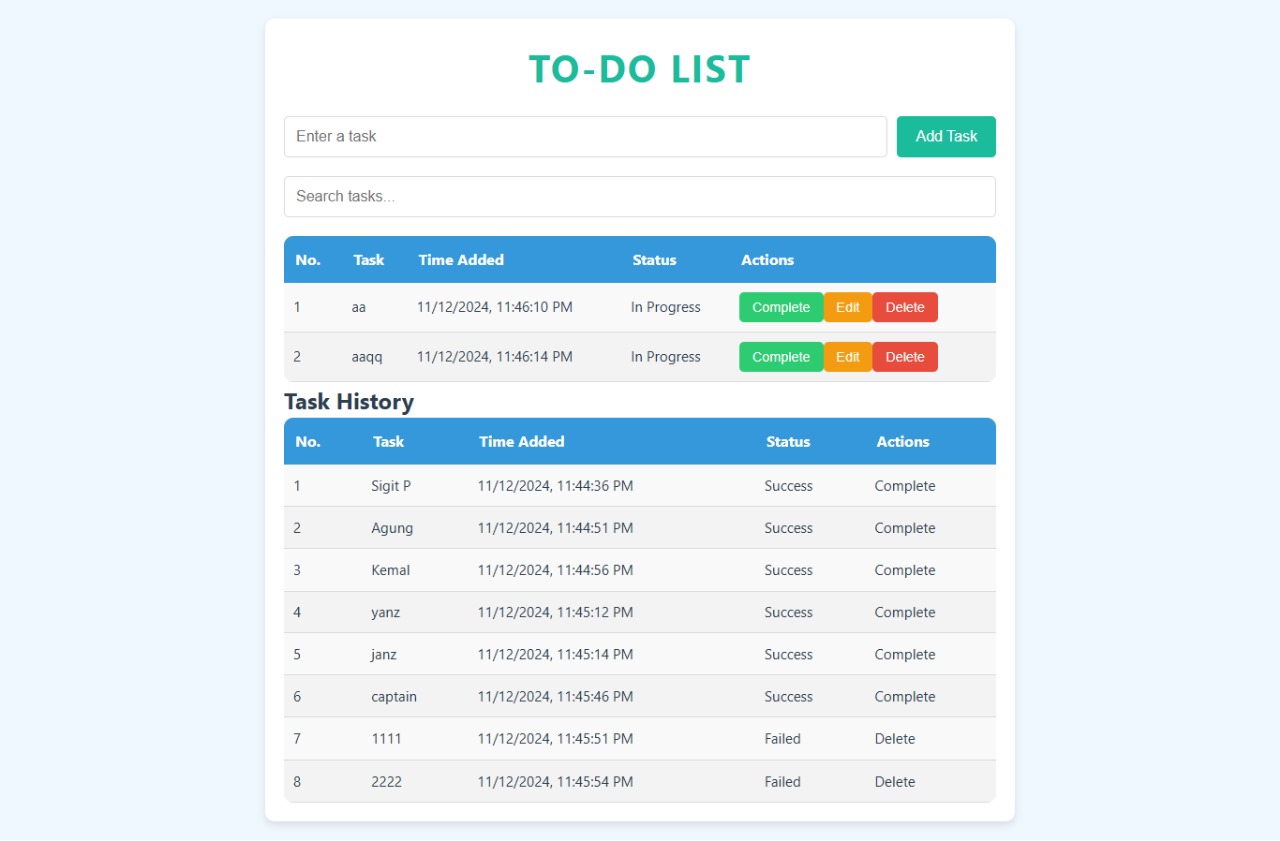 TO-DO LIST
Enter a task Add Task
Search tasks...
No. Task Time Added Status Actions
1 aa 11/12/2024, 11:46:10 PM In Progress Complete Edit Delete
2 aaqq 11/12/2024, 11:46:14 PM In Progress Complete Edit Delete
Task History
No. Task Time Added Status Actions
1 Sigit P 11/12/2024, 11:44:36 PM Success Complete
2 Agung 11/12/2024, 11:44:51 PM Success Complete
3 Kemal 11/12/2024, 11:44:56 PM Success Complete
4 yanz 11/12/2024, 11:45:12 PM Success Complete
5 janz 11/12/2024, 11:45:14 PM Success Complete
6 captain 11/12/2024, 11:45:46 PM Success Complete
7 1111 11/12/2024, 11:45:51 PM Failed Delete
8 2222 11/12/2024, 11:45:54 PM Failed Delete